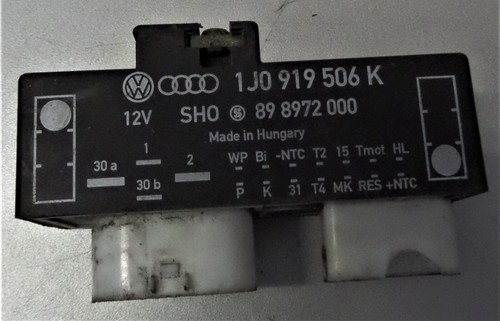 1J0 919 506 K
12V SHO 89 8972 000
Made in Hungary
30 a 1 2 WP Bi -NTC T2 15 Tmot HL
30 b P K 31 T4 MK RES +NTC